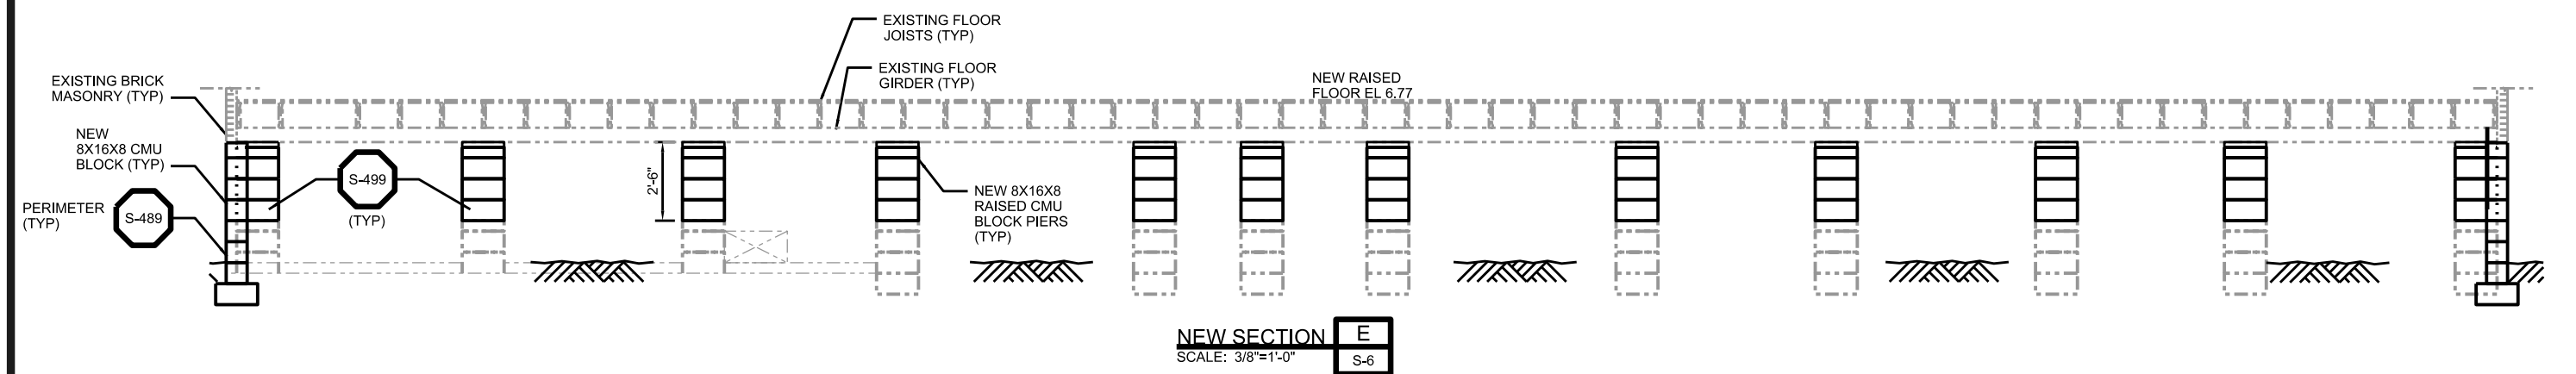 EXISTING FLOOR
JOISTS (TYP)
EXISTING FLOOR
GIRDER (TYP)
NEW RAISED
FLOOR EL 6.77
EXISTING BRICK
MASONRY (TYP)
NEW
8X16X8 CMU
BLOCK (TYP)
PERIMETER
(TYP)
S-489
S-499
(TYP)
2'-6"
NEW 8X16X8
RAISED CMU
BLOCK PIERS
(TYP)
NEW SECTION
SCALE: 3/8"=1'-0"
E
S-6